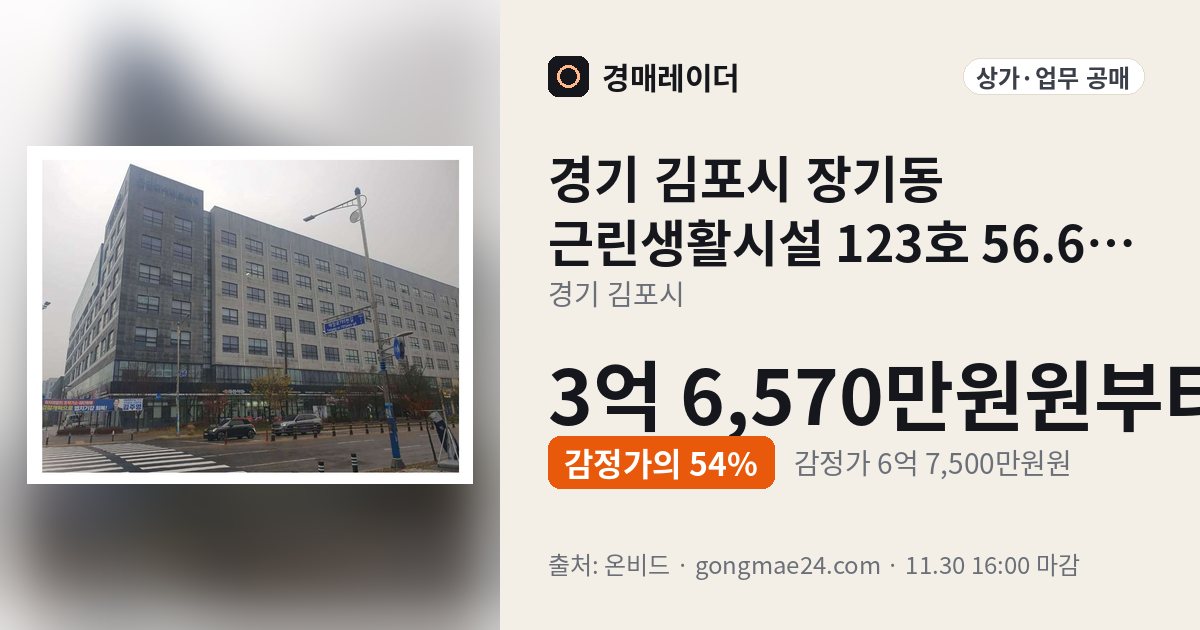 경매레이더
상가·업무 공매
경기 김포시 장기동
근린생활시설 123호 56.6…
경기 김포시
3억 6,570만원원부터
감정가의 54%
감정가 6억 7,500만원원
출처: 온비드 · gongmae24.com · 11.30 16:00 마감